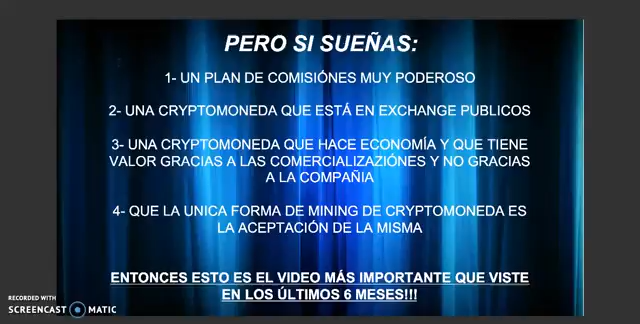 PERO SI SUEÑAS:
1- UN PLAN DE COMISIÓNES MUY PODEROSO
2- UNA CRYPTOMONEDA QUE ESTÁ EN EXCHANGE PUBLICOS
3- UNA CRYPTOMONEDA QUE HACE ECONOMÍA Y QUE TIENE
VALOR GRACIAS A LAS COMERCIALIZAZIÓNES Y NO GRACIAS
A LA COMPAÑIA
4- QUE LA UNICA FORMA DE MINING DE CRYPTOMONEDA ES
LA ACEPTACIÓN DE LA MISMA
ENTONCES ESTO ES EL VIDEO MÁS IMPORTANTE QUE VISTE
EN LOS ÚLTIMOS 6 MESES!!!
RECORDED WITH
SCREENCAST MATIC